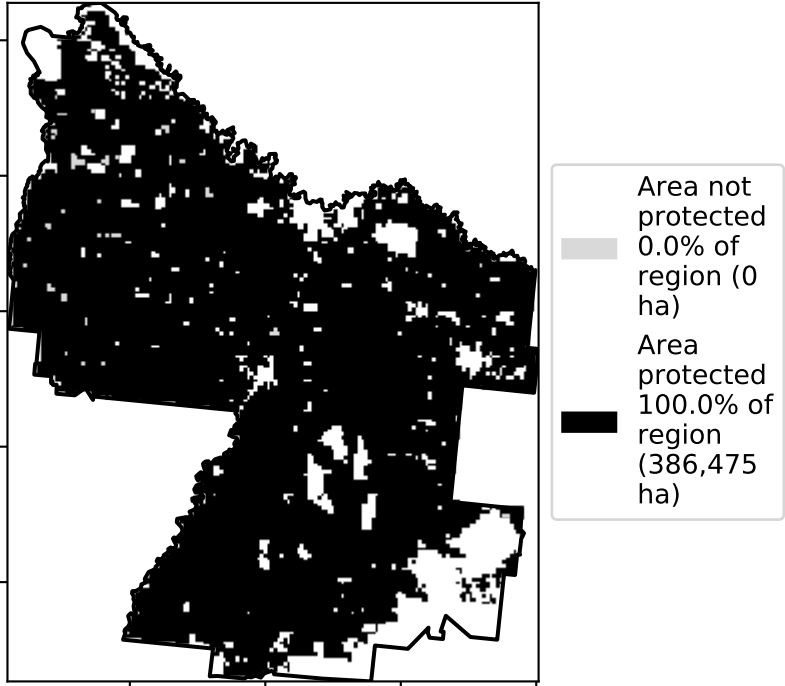 Area not
protected
0.0% of
region (0
ha)
Area
protected
100.0% of
region
(386,475
ha)